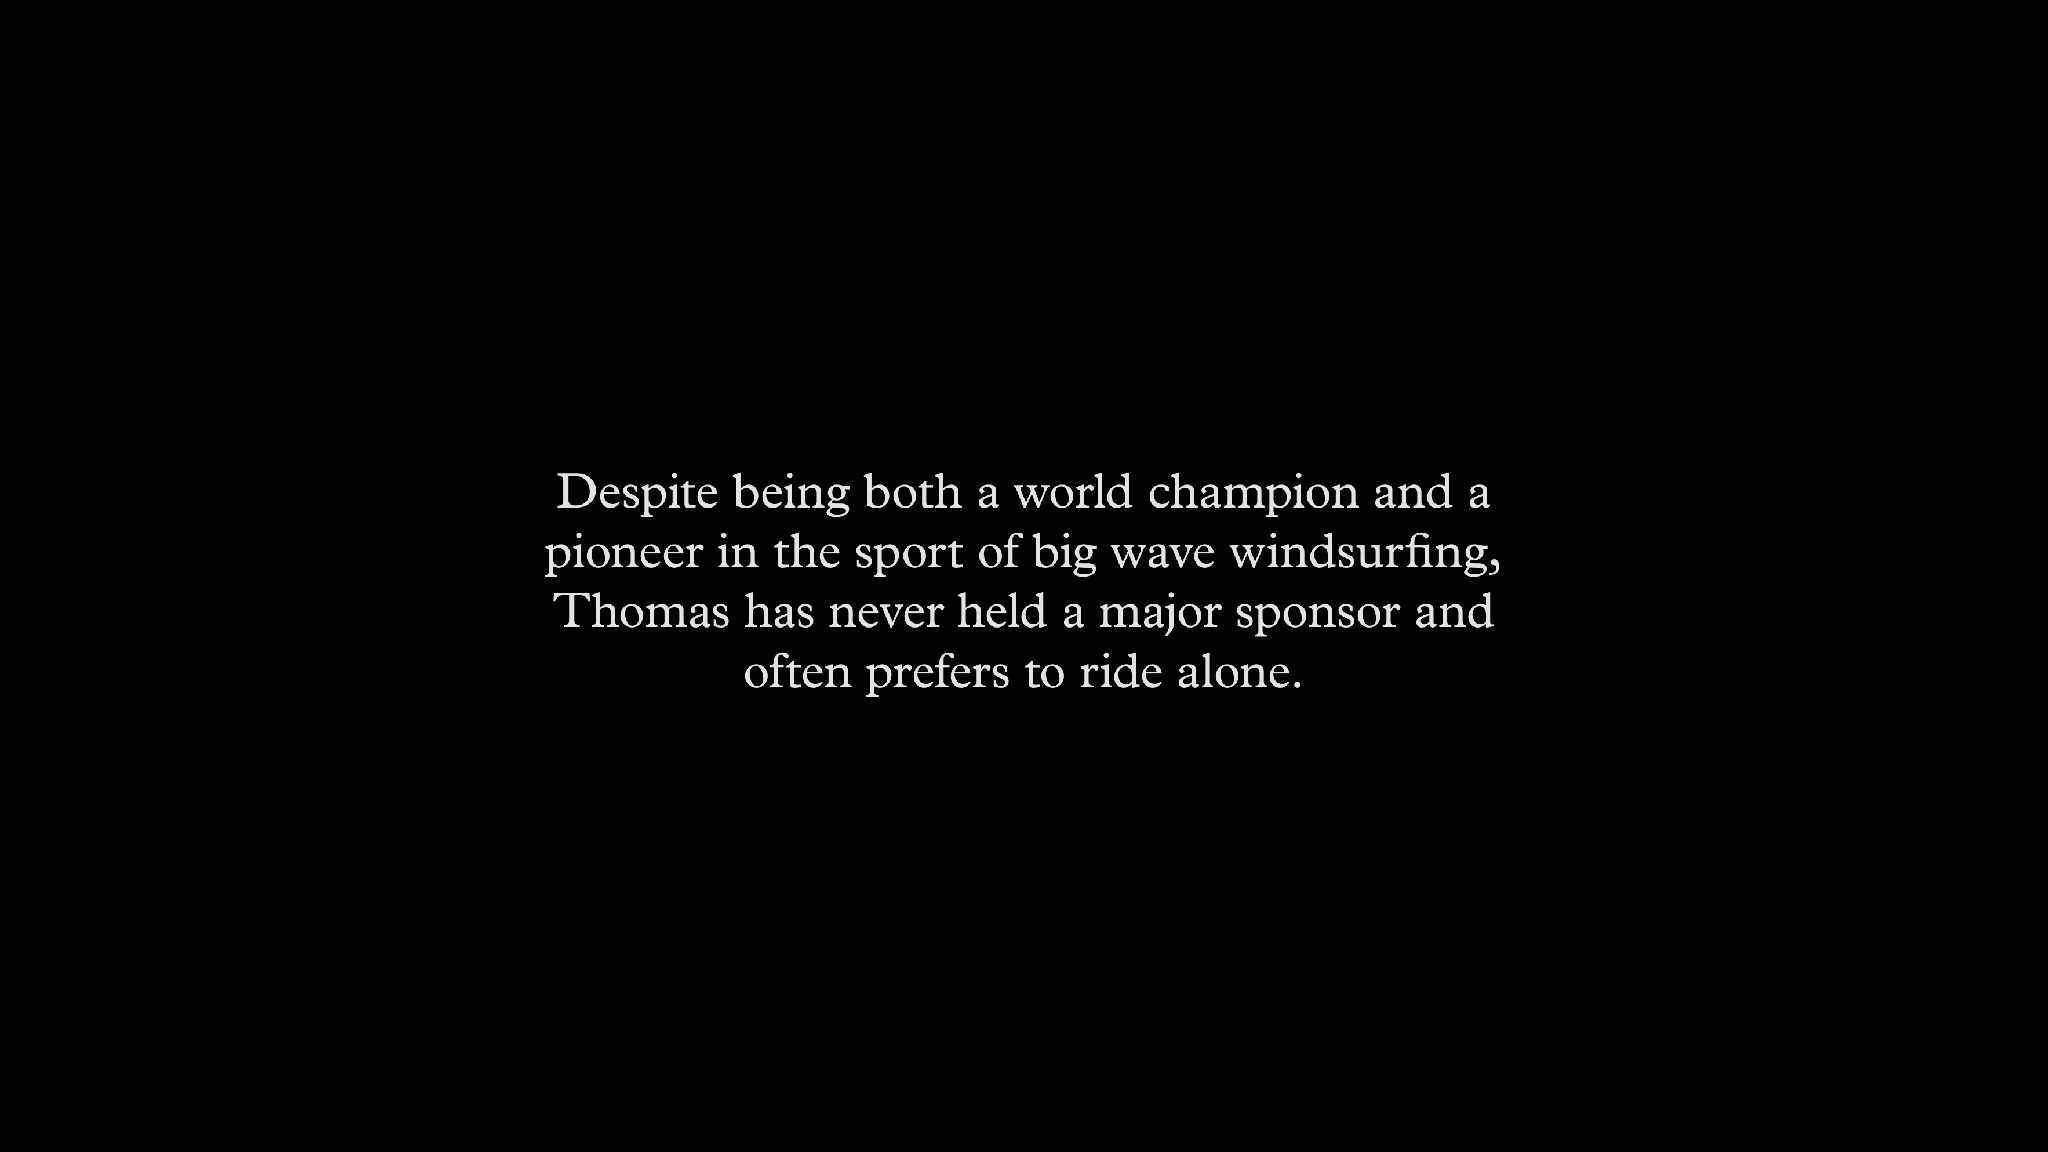 Despite being both a world champion and a
pioneer in the sport of big wave windsurfing,
Thomas has never held a major sponsor and
often prefers to ride alone.